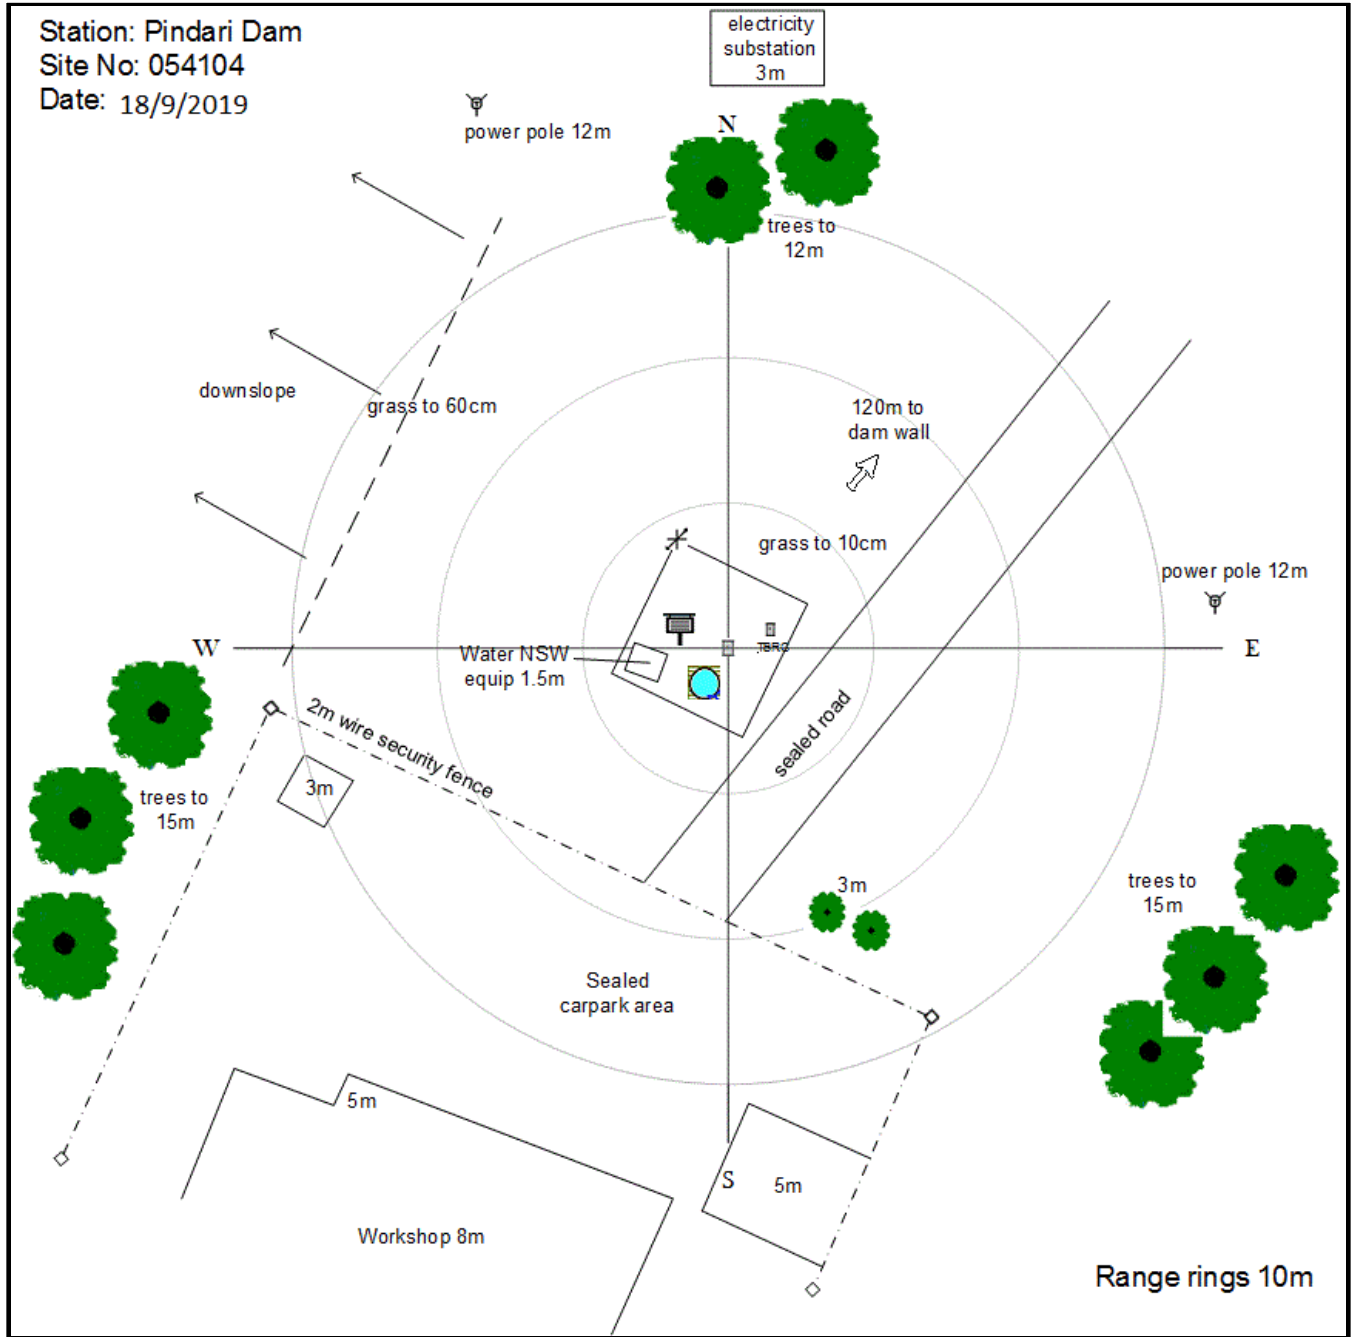 Station: Pindari Dam
Site No: 054104
Date: 18/9/2019
electricity
substation
3m
power pole 12m
N
trees to
12m
downslope
grass to 60cm
120m to
dam wall
grass to 10cm
power pole 12m
W
E
TBRG
Water NSW
equip 1.5m
2m wire security fence
sealed road
3m
trees to
15m
3m
trees to
15m
Sealed
carpark area
5m
S
5m
Workshop 8m
Range rings 10m